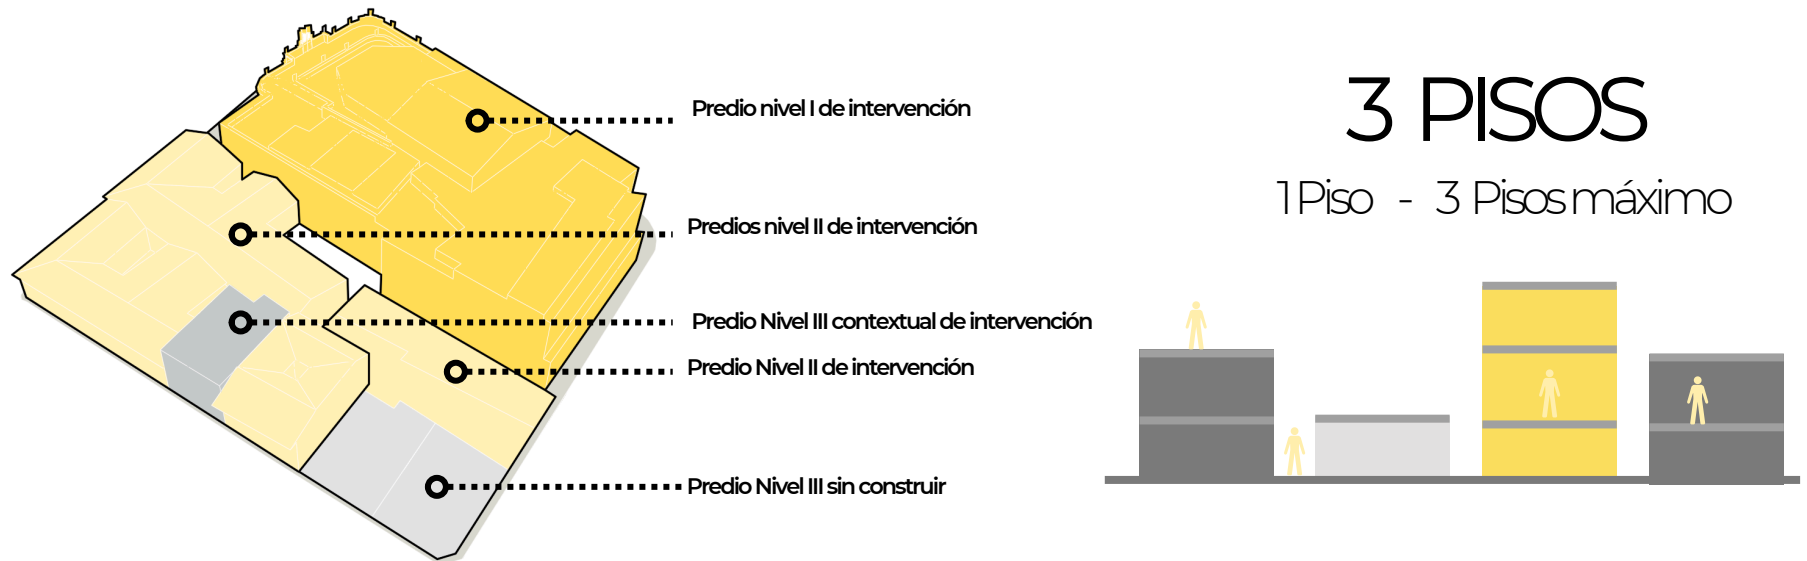 Predio nivel I de intervención
Predios nivel II de intervención
Predio Nivel III contextual de intervención
Predio Nivel II de intervención
Predio Nivel III sin construir
3 PISOS
1 Piso - 3 Pisos máximo